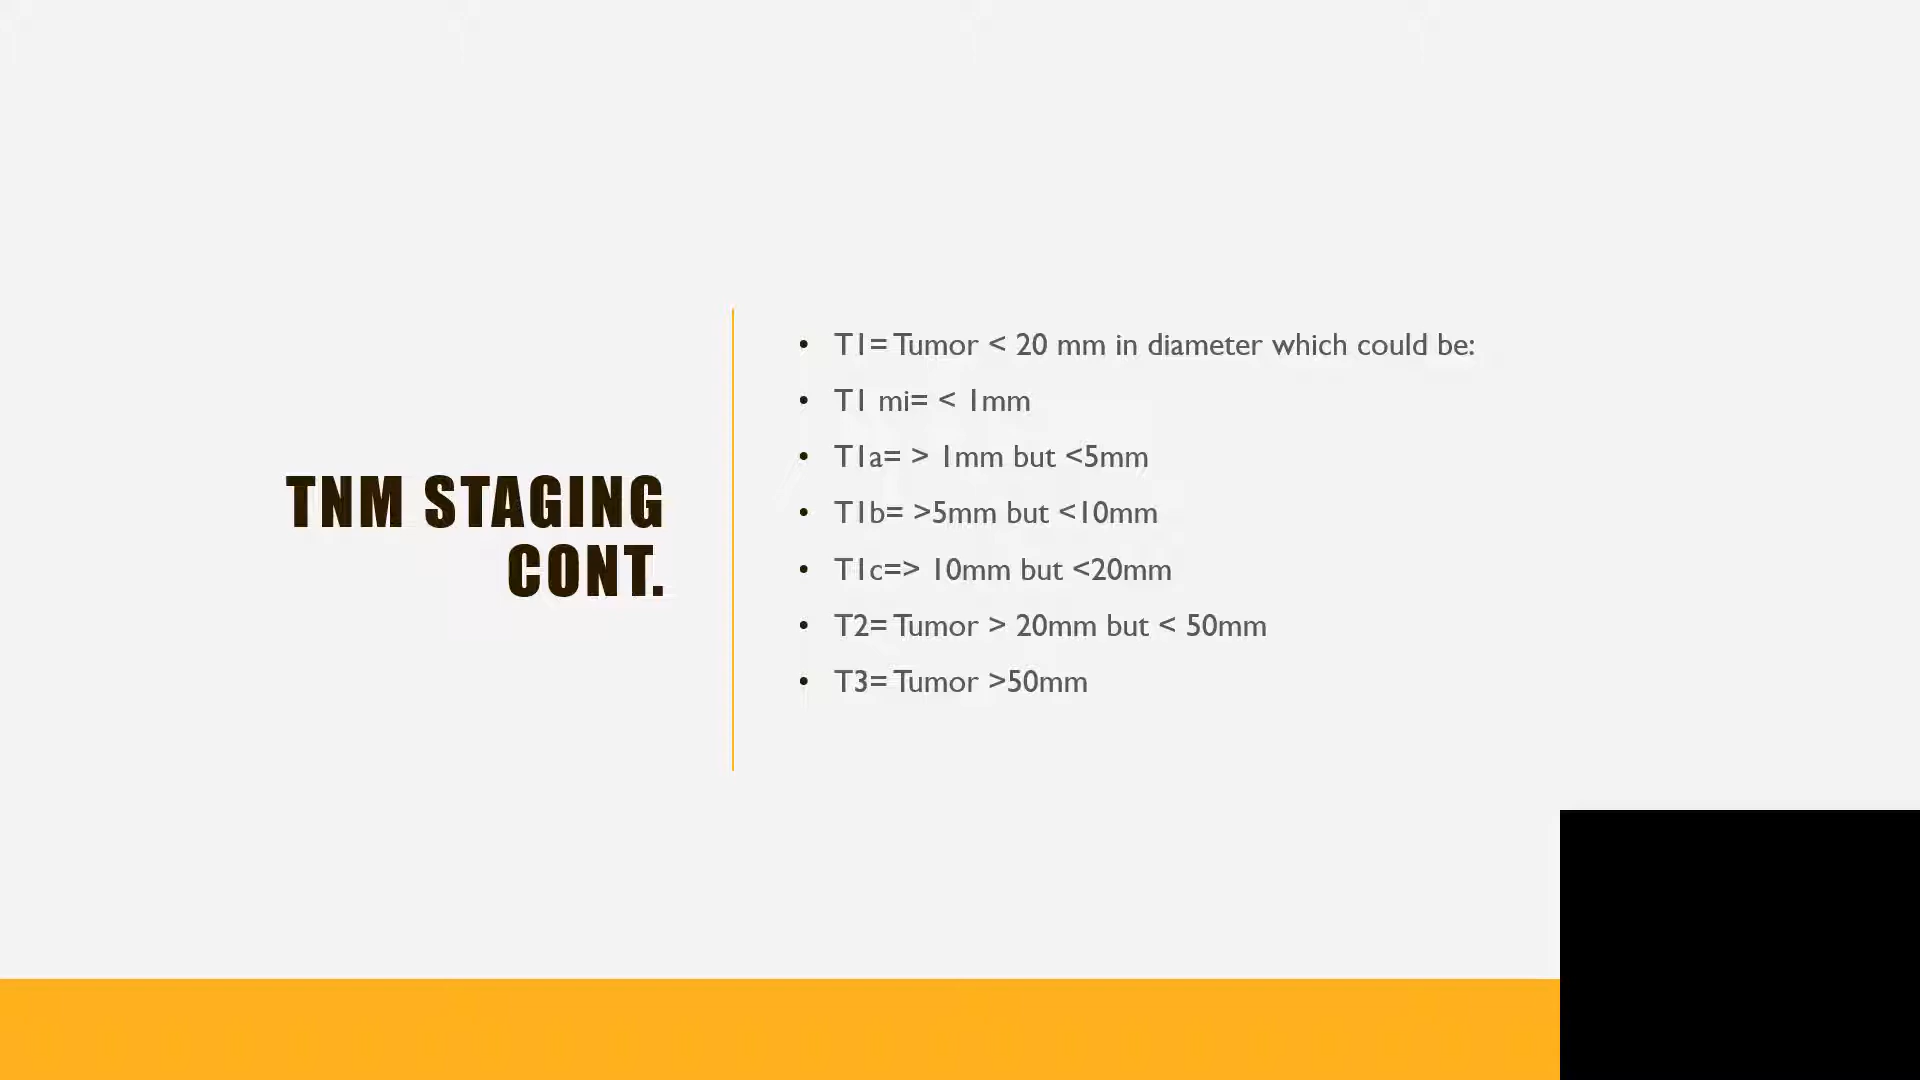 TNM STAGING
CONT.
• T1= Tumor < 20 mm in diameter which could be:
• T1 mi= < 1mm
• T1a= > 1mm but <5mm
• T1b= >5mm but <10mm
• T1c=> 10mm but <20mm
• T2= Tumor > 20mm but < 50mm
• T3= Tumor >50mm